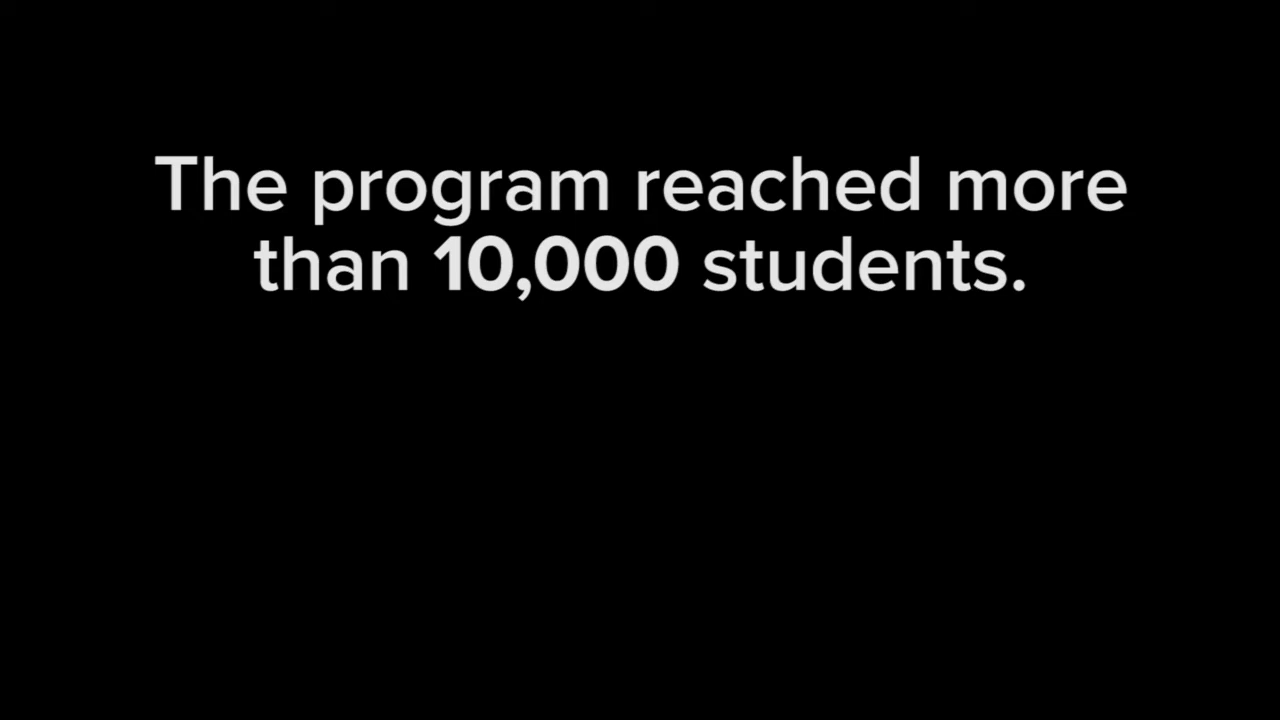 The program reached more
than 10,000 students.